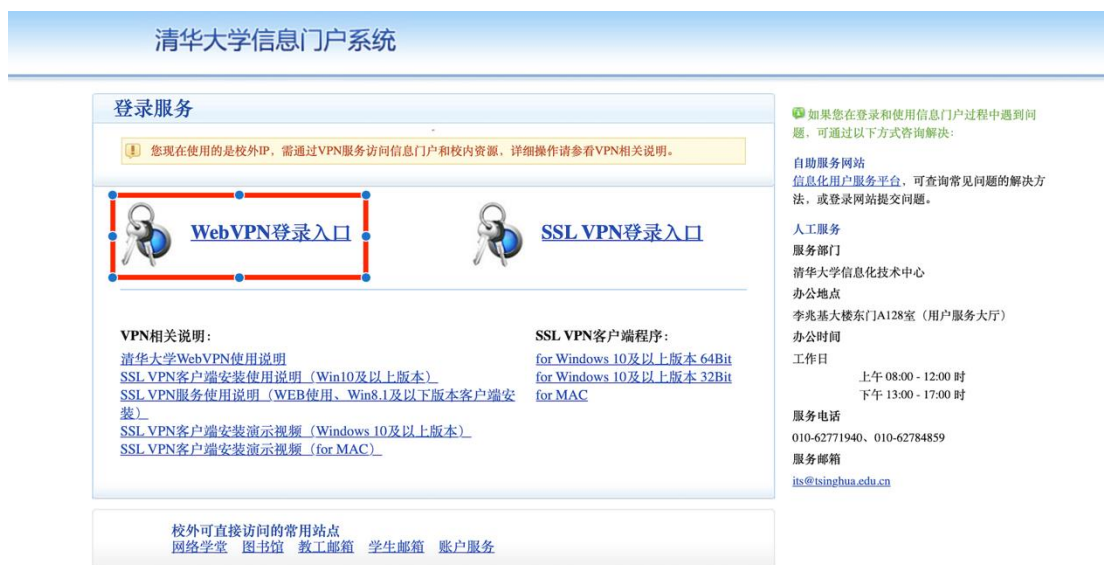 清华大学信息门户系统
登录服务
您现在使用的是校外IP，需通过VPN服务访问信息门户和校内资源，详细操作请参看VPN相关说明。
WebVPN登录入口
SSL VPN登录入口
VPN相关说明：
清华大学WebVPN使用说明
SSL VPN客户端安装使用说明（Win10及以上版本）
SSL VPN服务使用说明（WEB使用、Win8.1及以下版本客户端安
装）
SSL VPN客户端安装演示视频（Windows 10及以上版本）
SSL VPN客户端安装演示视频（for MAC）
SSL VPN客户端程序：
for Windows 10及以上版本 64Bit
for Windows 10及以上版本 32Bit
for MAC
校外可直接访问的常用站点
网络学堂 图书馆 教工邮箱 学生邮箱 账户服务
如果您在登录和使用信息门户过程中遇到问
题，可通过以下方式咨询解决：
自助服务网站
信息化用户服务平台，可查询常见问题的解决方
法，或登录网站提交问题。
人工服务
服务部门
清华大学信息化技术中心
办公地点
李兆基大楼东门A128室（用户服务大厅）
办公时间
工作日
上午 08:00 - 12:00 时
下午 13:00 - 17:00 时
服务电话
010-62771940、010-62784859
服务邮箱
its@tsinghua.edu.cn